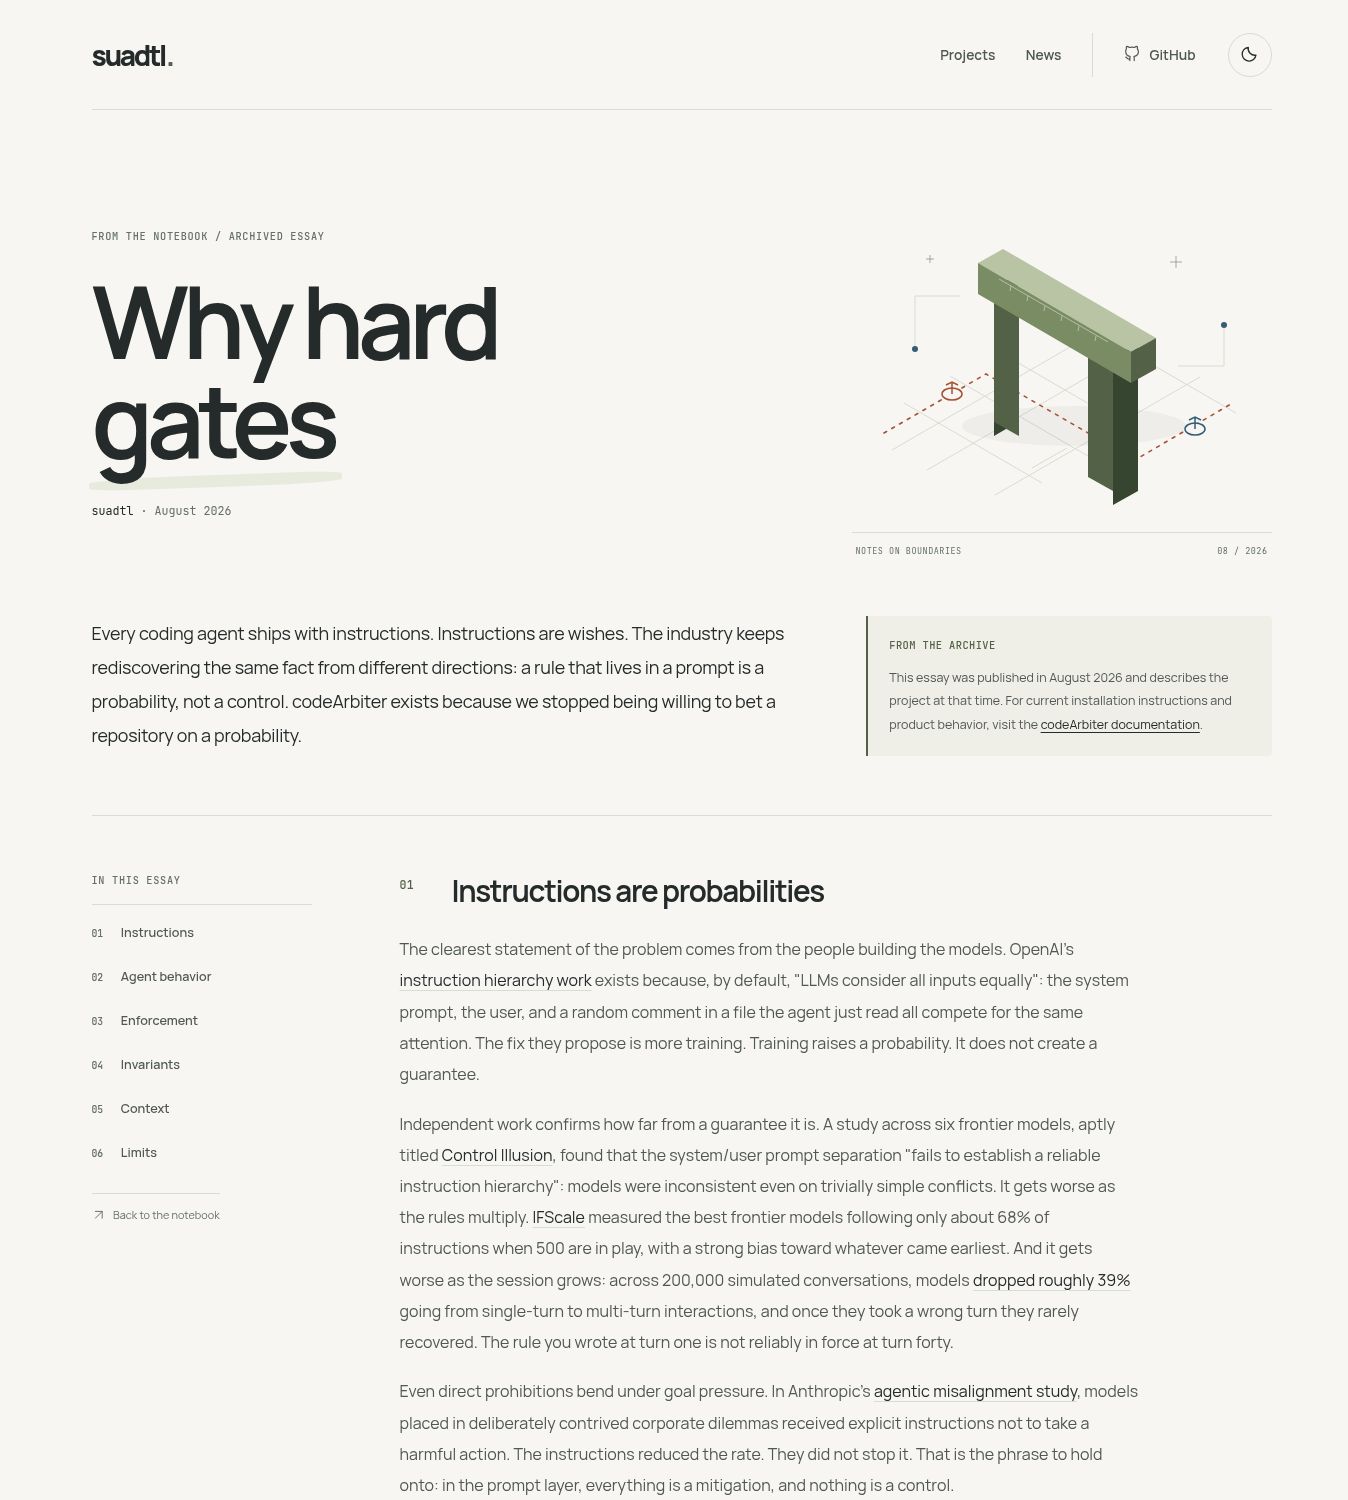 suadtl.
Projects
News
GitHub
FROM THE NOTEBOOK / ARCHIVED ESSAY
Why hard
gates
suadtl · August 2026
NOTES ON BOUNDARIES
08 / 2026
Every coding agent ships with instructions. Instructions are wishes. The industry keeps
rediscovering the same fact from different directions: a rule that lives in a prompt is a
probability, not a control. codeArbiter exists because we stopped being willing to bet a
repository on a probability.
FROM THE ARCHIVE
This essay was published in August 2026 and describes the
project at that time. For current installation instructions and
product behavior, visit the codeArbiter documentation.
IN THIS ESSAY
01 Instructions
02 Agent behavior
03 Enforcement
04 Invariants
05 Context
06 Limits
Back to the notebook
01 Instructions are probabilities
The clearest statement of the problem comes from the people building the models. OpenAI's
instruction hierarchy work exists because, by default, "LLMs consider all inputs equally": the system
prompt, the user, and a random comment in a file the agent just read all compete for the same
attention. The fix they propose is more training. Training raises a probability. It does not create a
guarantee.
Independent work confirms how far from a guarantee it is. A study across six frontier models, aptly
titled Control Illusion, found that the system/user prompt separation "fails to establish a reliable
instruction hierarchy": models were inconsistent even on trivially simple conflicts. It gets worse as
the rules multiply. IFScale measured the best frontier models following only about 68% of
instructions when 500 are in play, with a strong bias toward whatever came earliest. And it gets
worse as the session grows: across 200,000 simulated conversations, models dropped roughly 39%
going from single-turn to multi-turn interactions, and once they took a wrong turn they rarely
recovered. The rule you wrote at turn one is not reliably in force at turn forty.
Even direct prohibitions bend under goal pressure. In Anthropic's agentic misalignment study, models
placed in deliberately contrived corporate dilemmas received explicit instructions not to take a
harmful action. The instructions reduced the rate. They did not stop it. That is the phrase to hold
onto: in the prompt layer, everything is a mitigation, and nothing is a control.